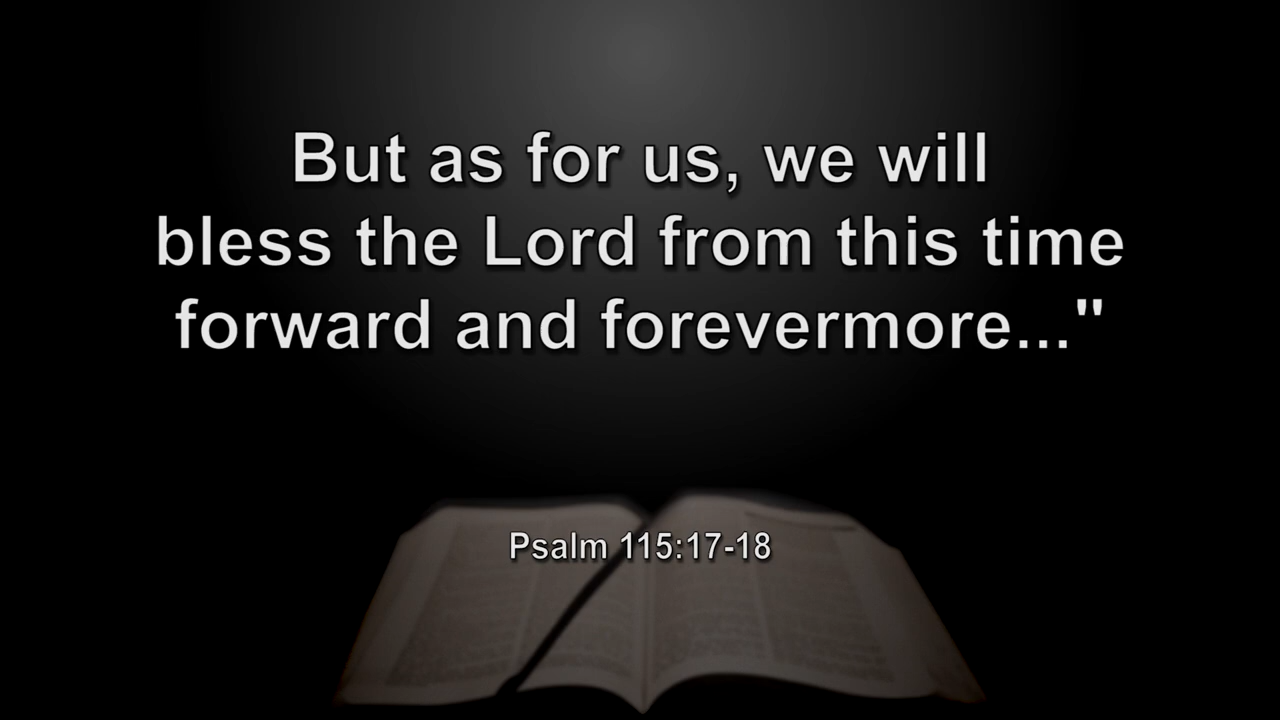 But as for us, we will
bless the Lord from this time
forward and forevermore..."
Psalm 115:17-18